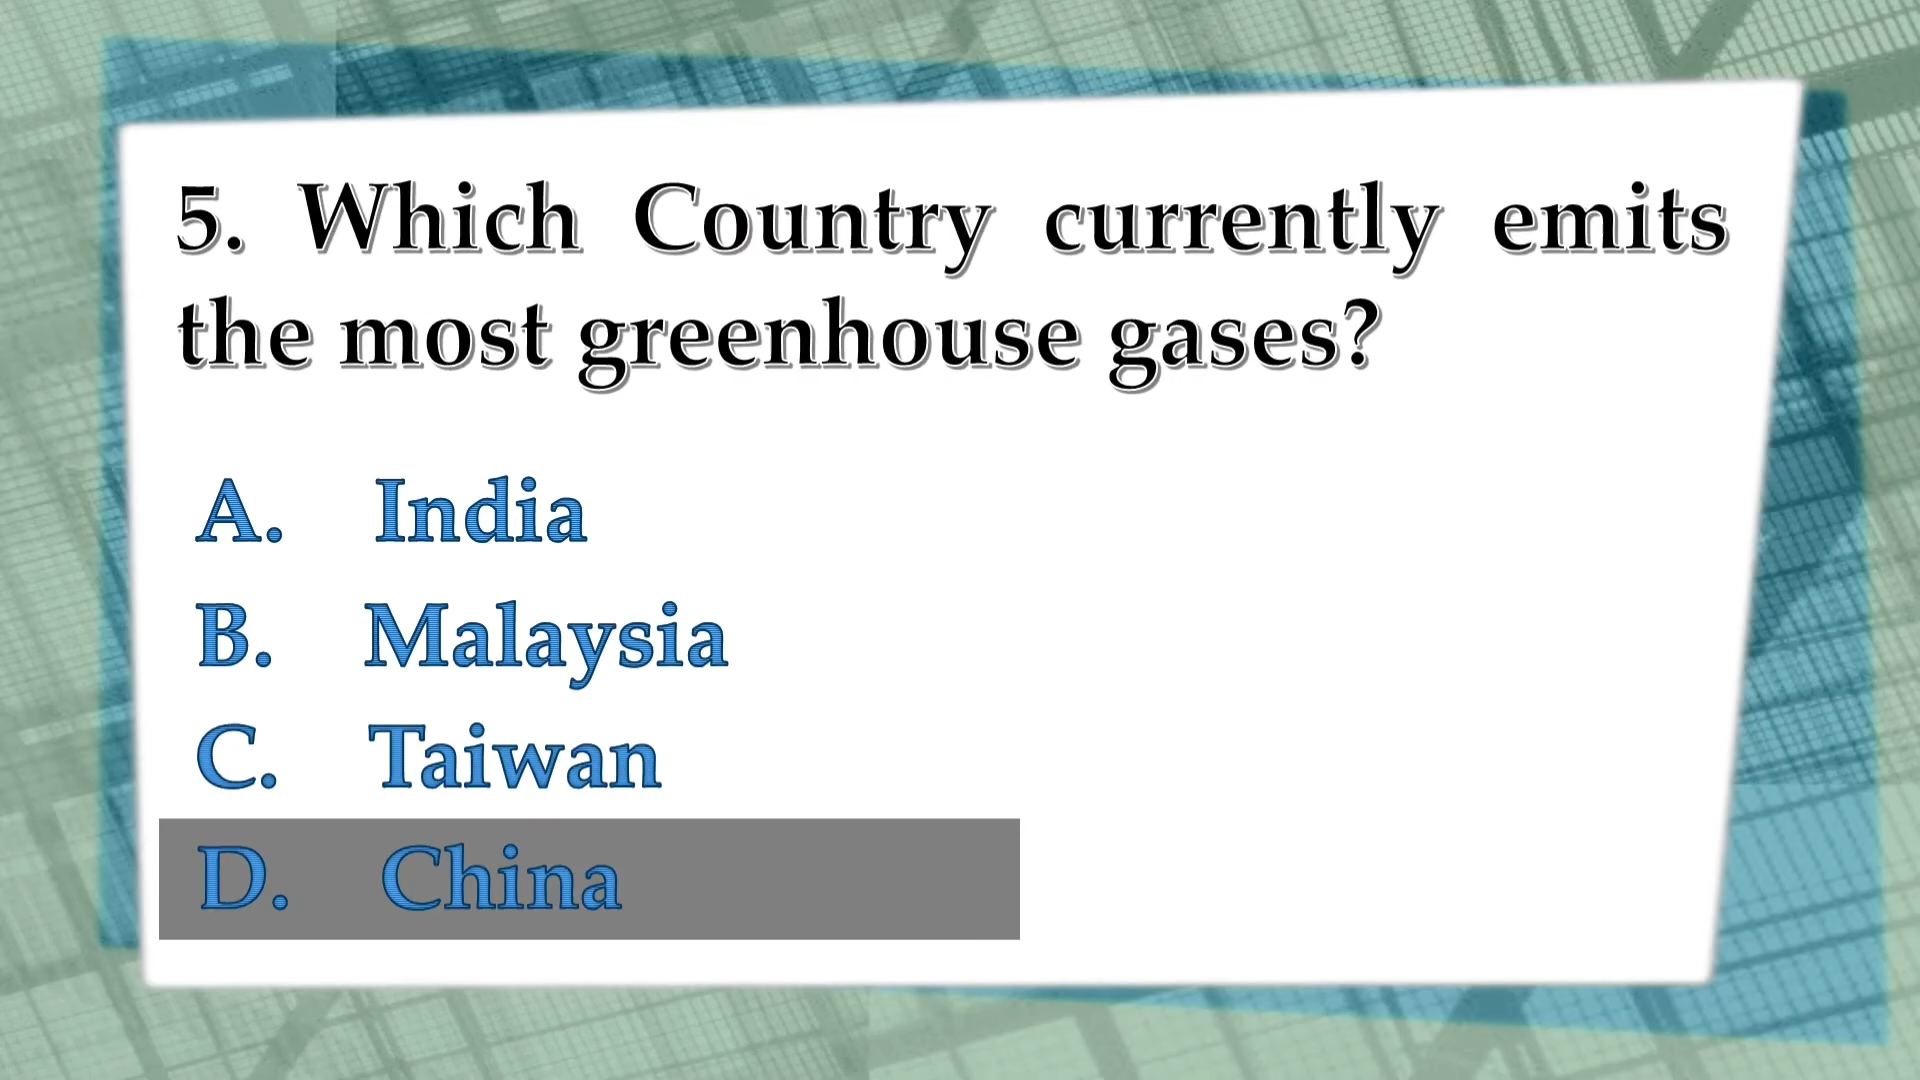 5. Which Country currently emits
the most greenhouse gases?
A. India
B. Malaysia
C. Taiwan
D. China